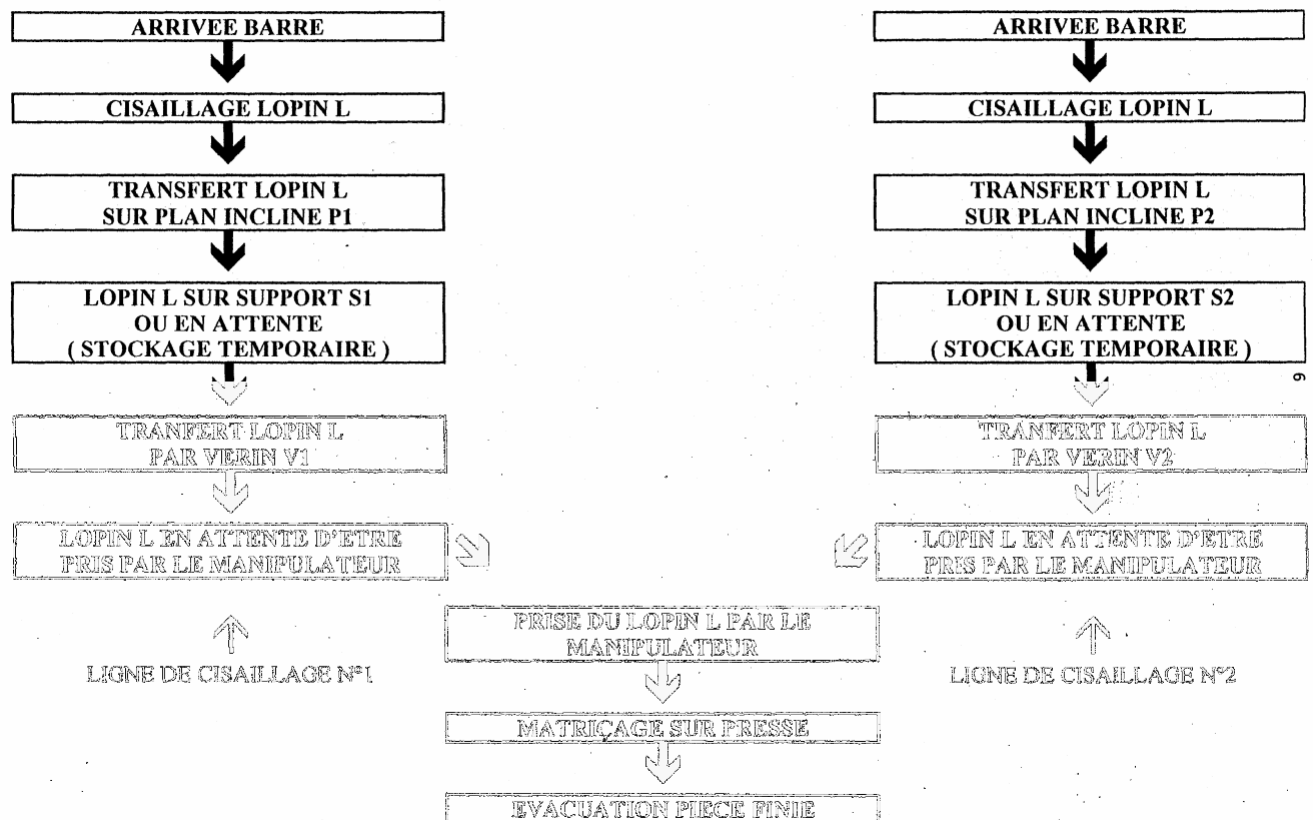 ARRIVEE BARRE
CISAILLAGE LOPIN L
TRANSFERT LOPIN L
SUR PLAN INCLINE P1
LOPIN L SUR SUPPORT S1
OU EN ATTENTE
( STOCKAGE TEMPORAIRE )
TRANFERT LOPIN L
PAR VERIN V1
LOPIN L EN ATTENTE D'ETRE
PRIS PAR LE MANIPULATEUR
LIGNE DE CISAILLAGE N°1
ARRIVEE BARRE
CISAILLAGE LOPIN L
TRANSFERT LOPIN L
SUR PLAN INCLINE P2
LOPIN L SUR SUPPORT S2
OU EN ATTENTE
( STOCKAGE TEMPORAIRE )
9
TRANFERT LOPIN L
PAR VERIN V2
LOPIN L EN ATTENTE D'ETRE
PRIS PAR LE MANIPULATEUR
LIGNE DE CISAILLAGE N°2
PRISE DU LOPIN L PAR LE
MANIPULATEUR
MATRIÇAGE SUR PRESSE
EVACUATION PIECE FINIE